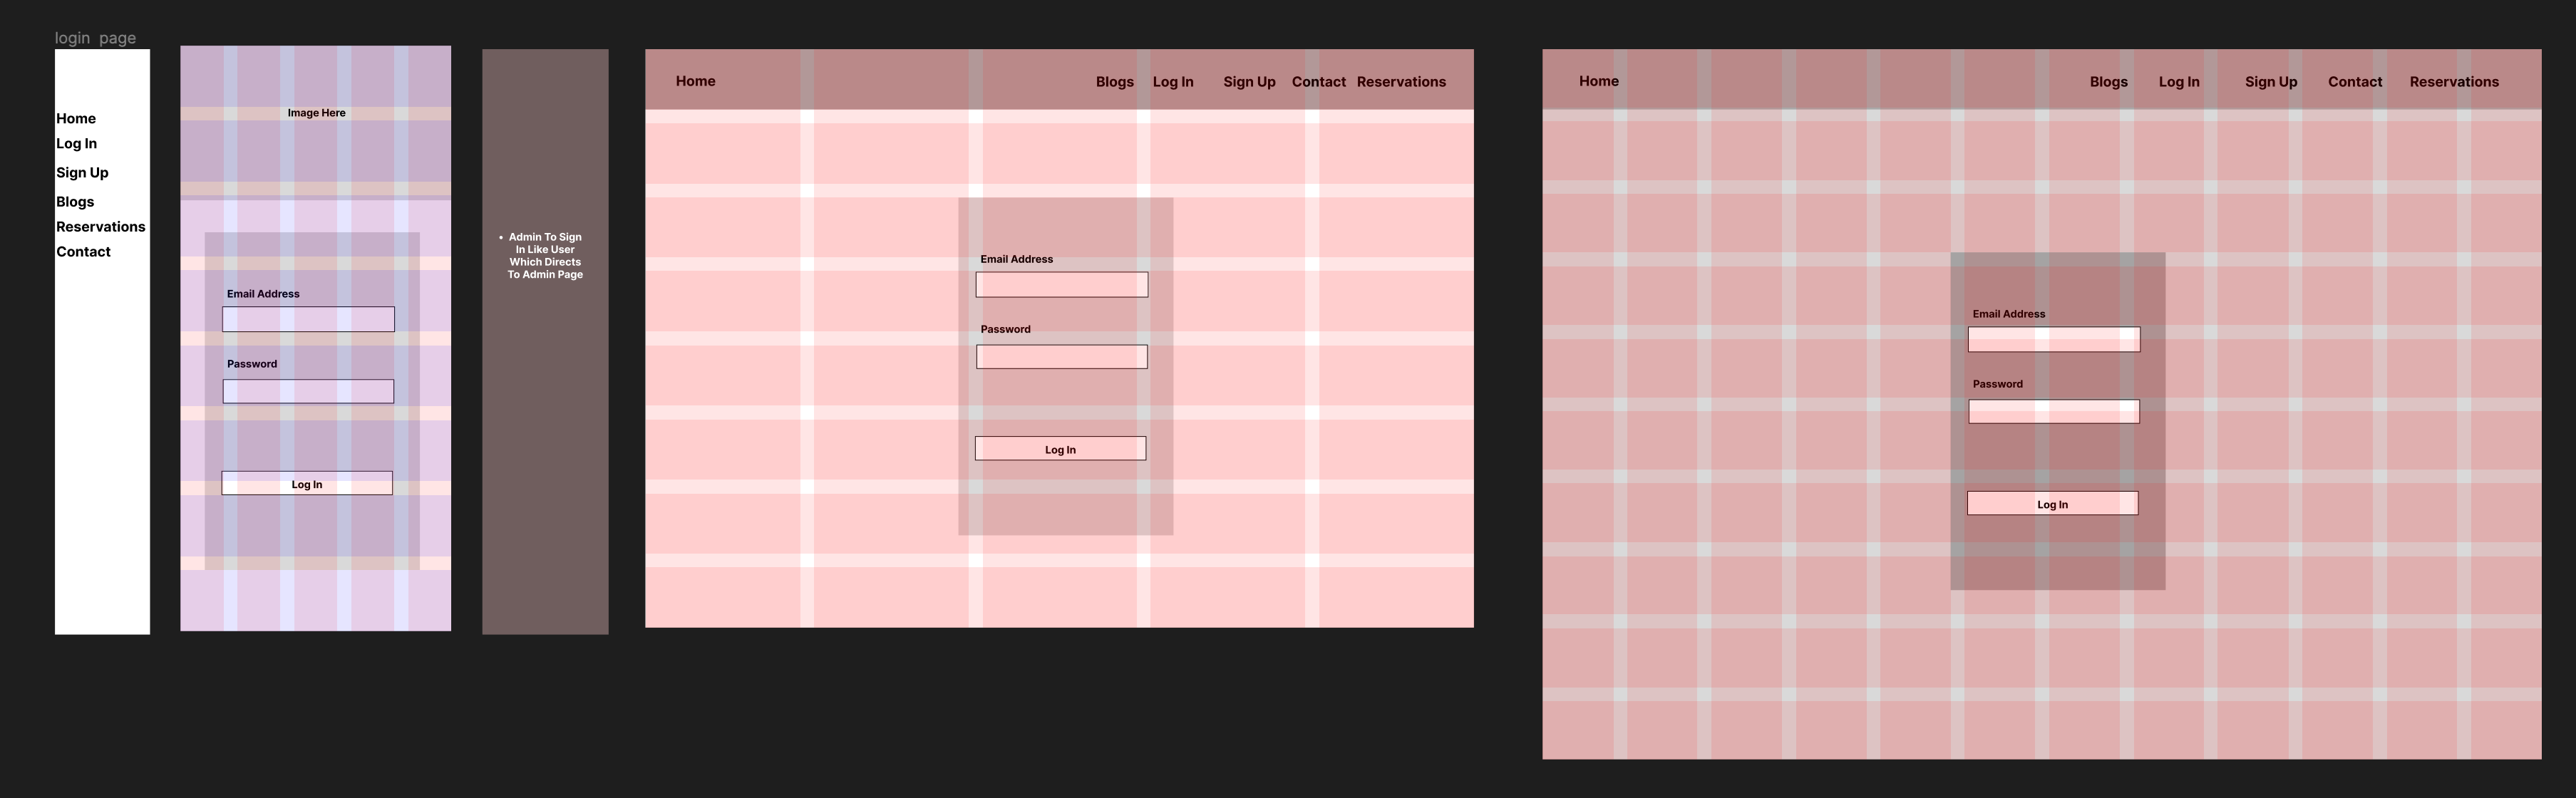 login page
Home
Log In
Sign Up
Blogs
Reservations
Contact
Image Here
Email Address
Password
Log In
• Admin To Sign
In Like User
Which Directs
To Admin Page
Home Blogs Log In Sign Up Contact Reservations
Email Address
Password
Log In
Home Blogs Log In Sign Up Contact Reservations
Email Address
Password
Log In